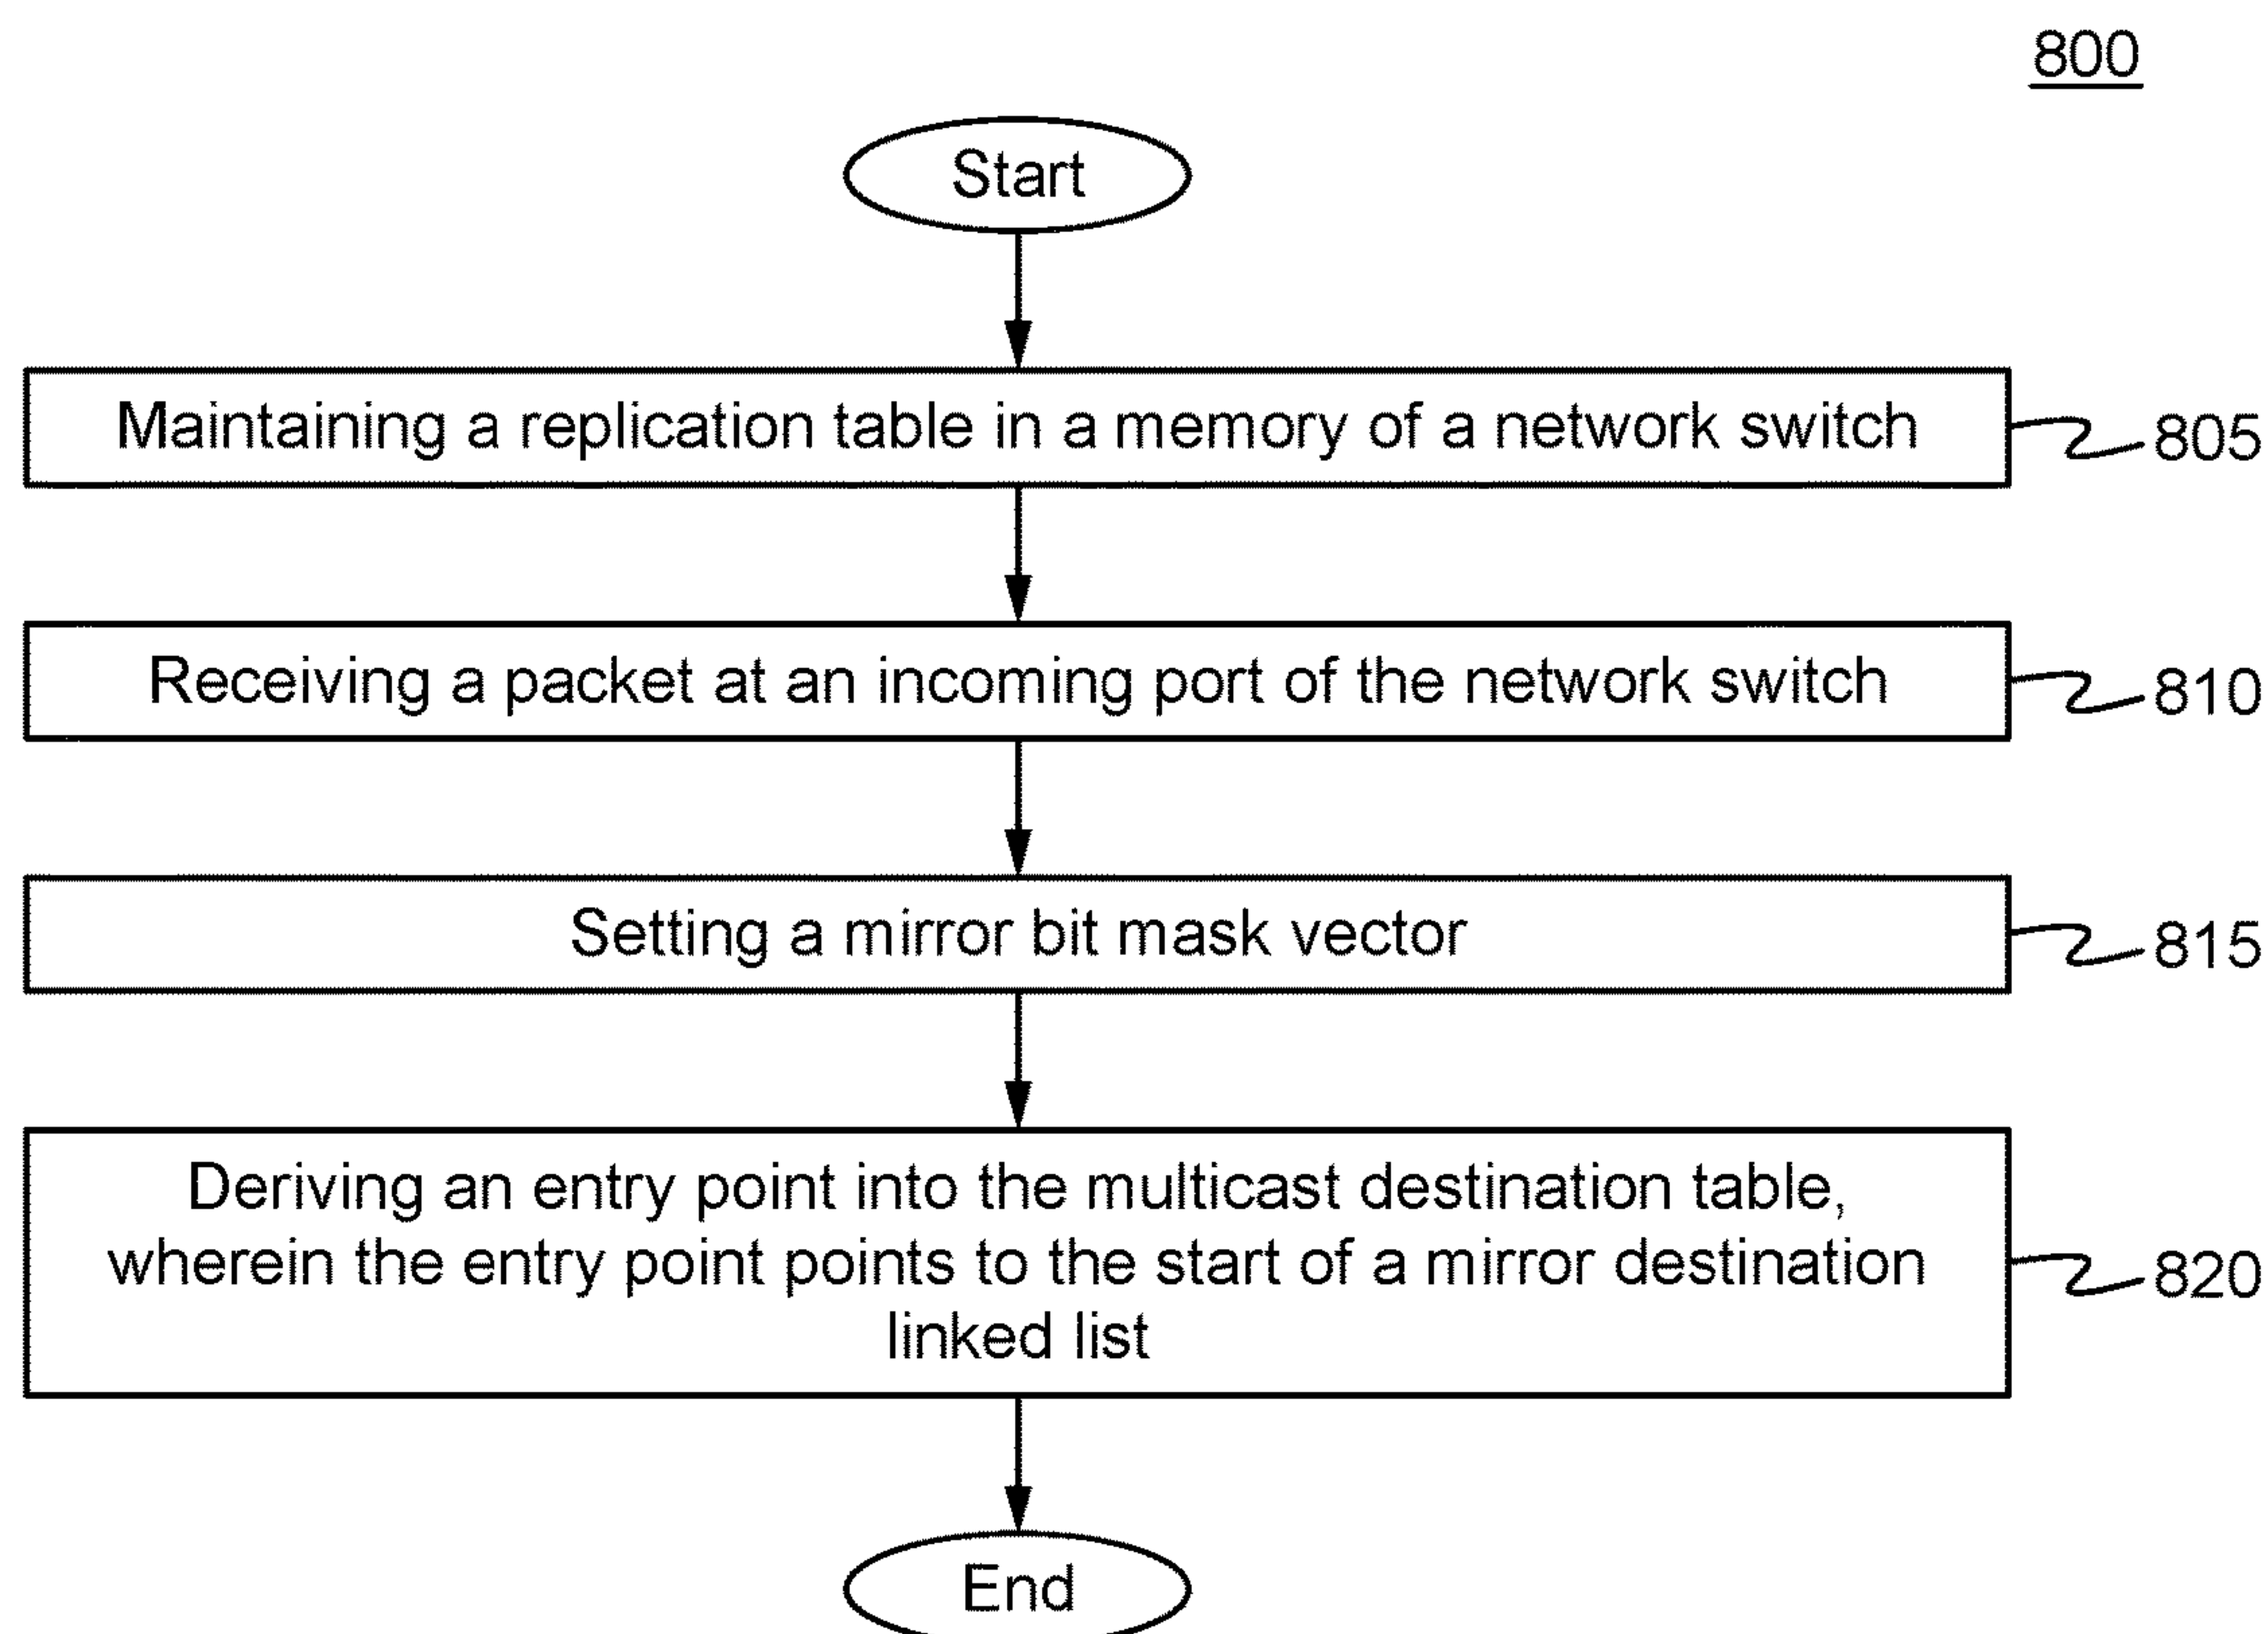 800
Start
Maintaining a replication table in a memory of a network switch
805
Receiving a packet at an incoming port of the network switch
810
Setting a mirror bit mask vector
815
Deriving an entry point into the multicast destination table,
wherein the entry point points to the start of a mirror destination
linked list
820
End